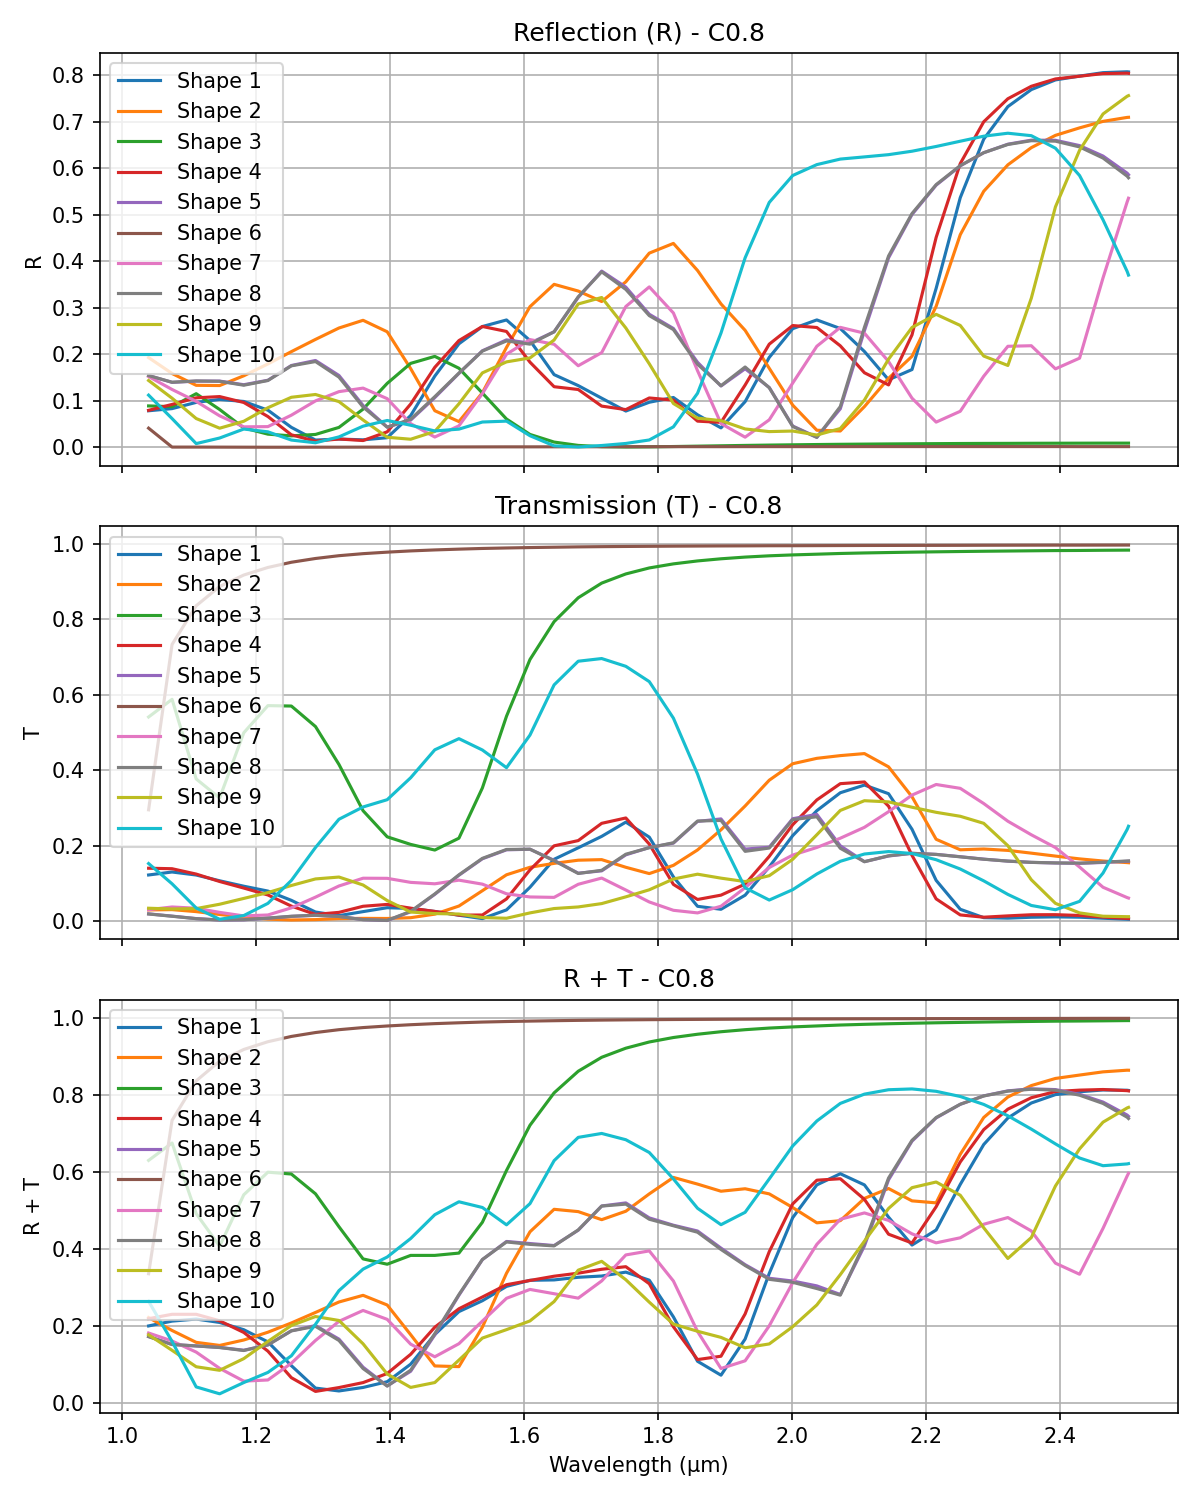 Reflection (R) - C0.8
R
0.8
0.7
0.6
0.5
0.4
0.3
0.2
0.1
0.0
Shape 1
Shape 2
Shape 3
Shape 4
Shape 5
Shape 6
Shape 7
Shape 8
Shape 9
Shape 10
Transmission (T) - C0.8
T
1.0
0.8
0.6
0.4
0.2
0.0
Shape 1
Shape 2
Shape 3
Shape 4
Shape 5
Shape 6
Shape 7
Shape 8
Shape 9
Shape 10
R + T - C0.8
R + T
1.0
0.8
0.6
0.4
0.2
0.0
Shape 1
Shape 2
Shape 3
Shape 4
Shape 5
Shape 6
Shape 7
Shape 8
Shape 9
Shape 10
1.0 1.2 1.4 1.6 1.8 2.0 2.2 2.4
Wavelength (μm)